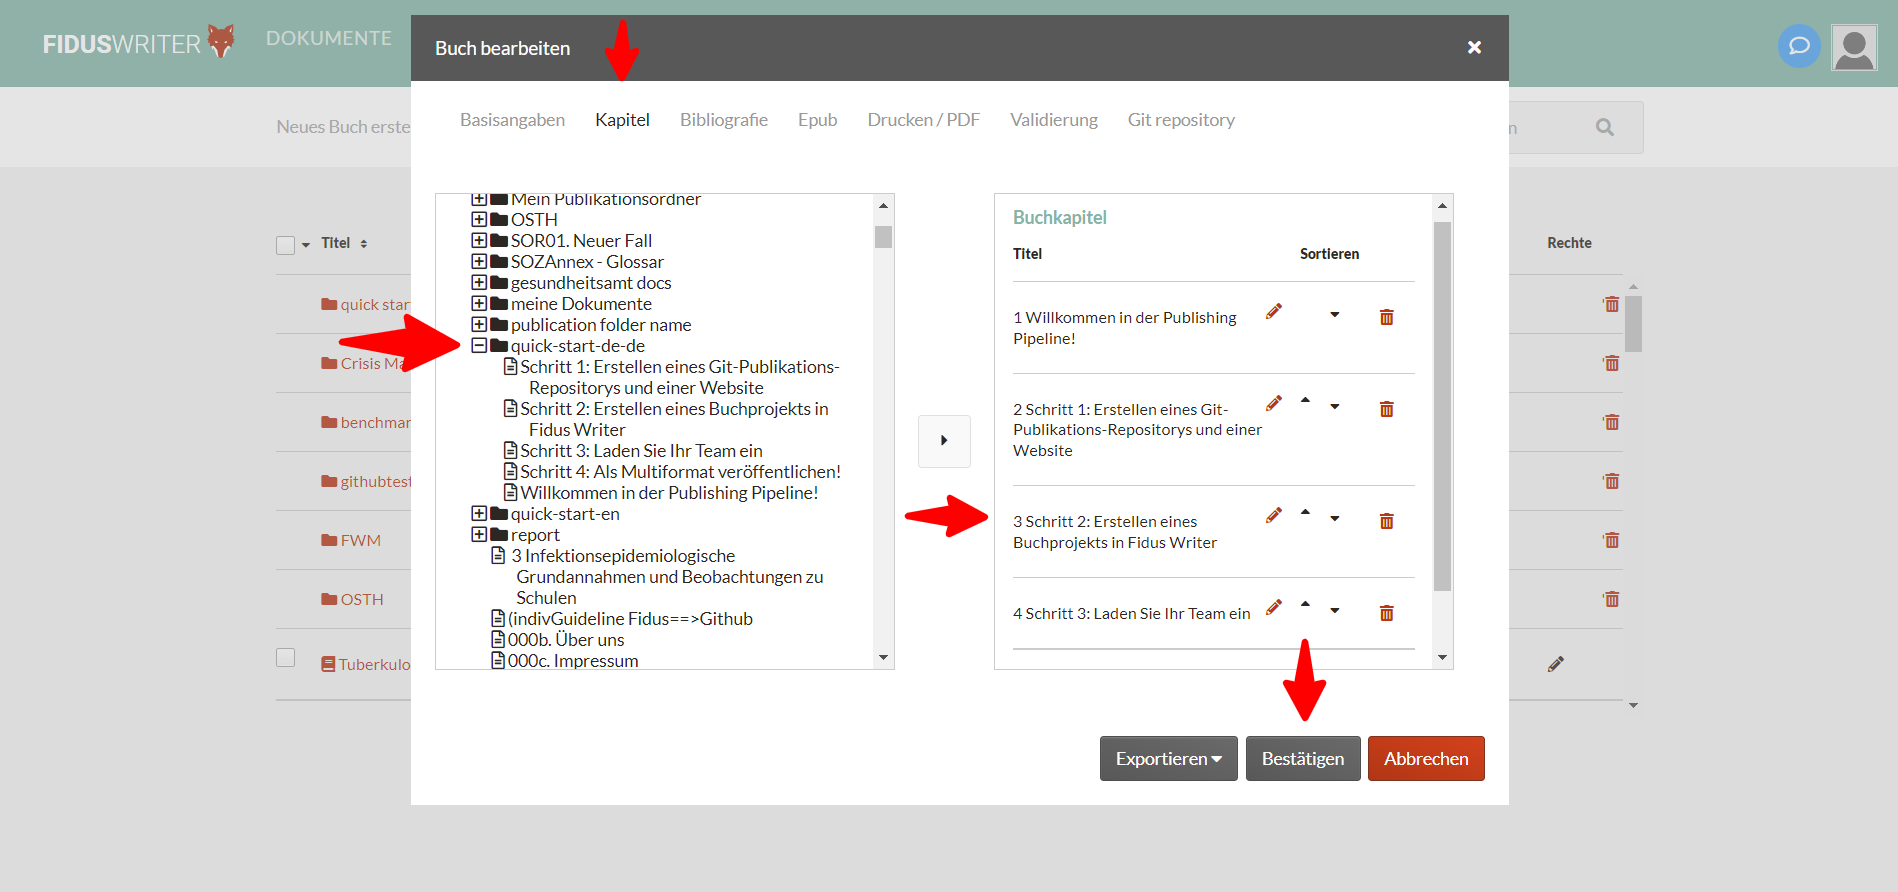 FIDUSWRITER
DOKUMENTE
Buch bearbeiten
Neues Buch erste
Basisangaben Kapitel Bibliografie Epub Drucken / PDF Validierung Git repository
Titel
Rechte
quick star
Crisis Ma
benchmar
githubtest
FWM
OSTH
Tuberkulo
Mein Publikationsordner
OSTH
SOR01. Neuer Fall
SOZAnnex - Glossar
gesundheitsamt docs
meine Dokumente
publication folder name
quick-start-de-de
Schritt 1: Erstellen eines Git-Publikations-
Repositorys und einer Website
Schritt 2: Erstellen eines Buchprojekts in
Fidus Writer
Schritt 3: Laden Sie Ihr Team ein
Schritt 4: Als Multiformat veröffentlichen!
Willkommen in der Publishing Pipeline!
quick-start-en
report
3 Infektionsepidemiologische
Grundannahmen und Beobachtungen zu
Schulen
(indivGuideline Fidus==>Github
000b. Über uns
000c. Impressum
Buchkapitel
Titel Sortieren
1 Willkommen in der Publishing
Pipeline!
2 Schritt 1: Erstellen eines Git-
Publikations-Repositorys und einer
Website
3 Schritt 2: Erstellen eines
Buchprojekts in Fidus Writer
4 Schritt 3: Laden Sie Ihr Team ein
Exportieren Bestätigen Abbrechen